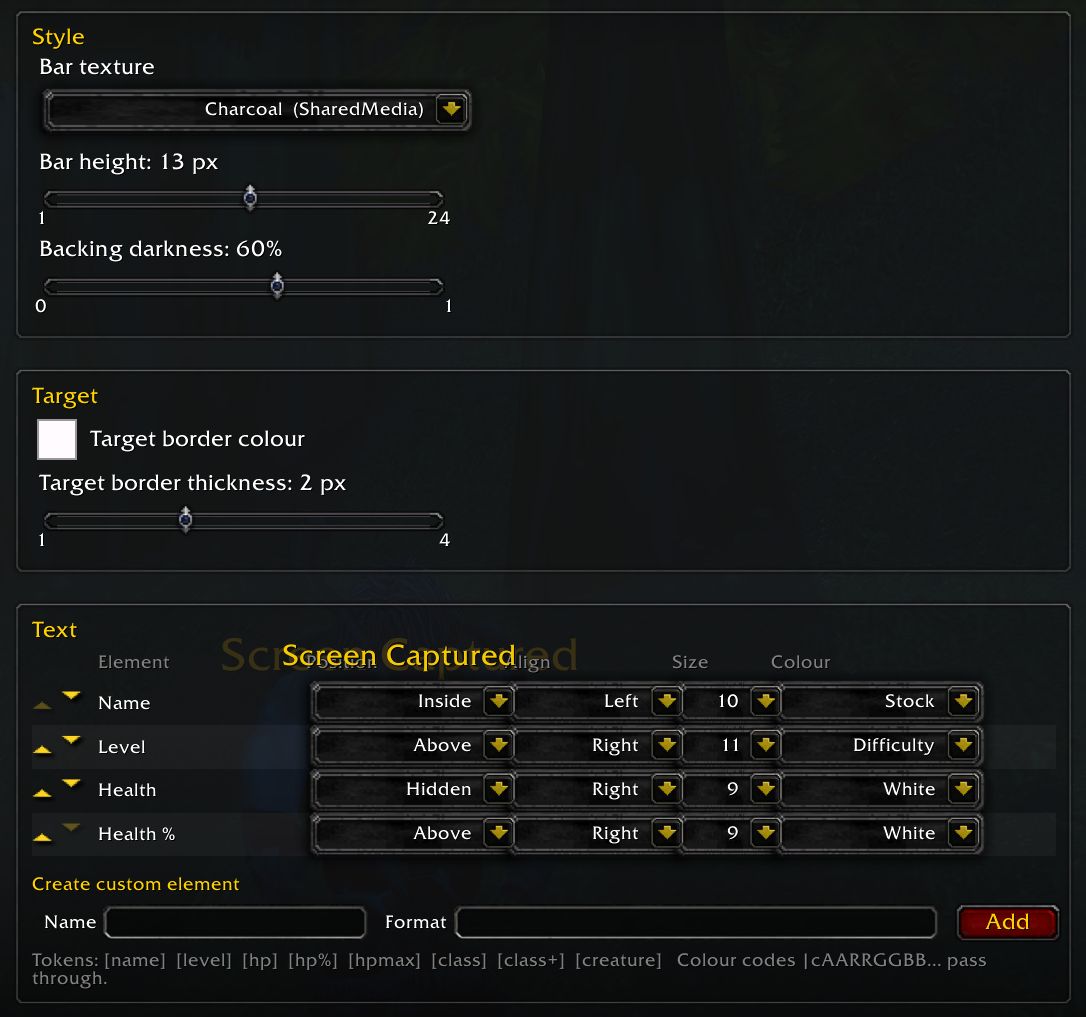 Style
Bar texture
Charcoal (SharedMedia)
Bar height: 13 px
1 24
Backing darkness: 60%
0 1
Target
Target border colour
Target border thickness: 2 px
1 4
Text
Screen Captured
Element Position Align Size Colour
Name Inside Left 10 Stock
Level Above Right 11 Difficulty
Health Hidden Right 9 White
Health % Above Right 9 White
Create custom element
Name Format Add
Tokens: [name] [level] [hp] [hp%] [hpmax] [class] [class+] [creature] Colour codes |cAARRGGBB... pass
through.